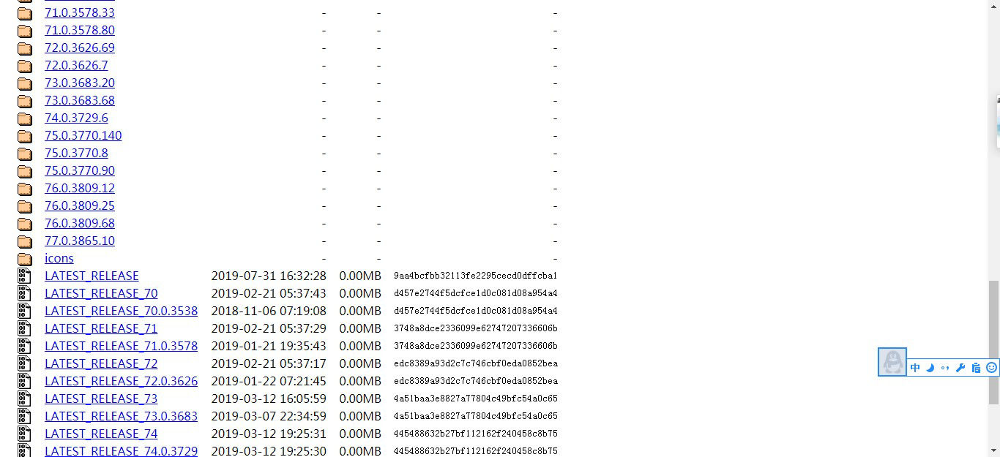 71.0.3578.33 - - -
71.0.3578.80 - - -
72.0.3626.69 - - -
72.0.3626.7 - - -
73.0.3683.20 - - -
73.0.3683.68 - - -
74.0.3729.6 - - -
75.0.3770.140 - - -
75.0.3770.8 - - -
75.0.3770.90 - - -
76.0.3809.12 - - -
76.0.3809.25 - - -
76.0.3809.68 - - -
77.0.3865.10 - - -
icons - - -
LATEST_RELEASE 2019-07-31 16:32:28 0.00MB 9aa4bcfbb32113fe2295cecd0dffcba1
LATEST_RELEASE_70 2019-02-21 05:37:43 0.00MB d457e2744f5dcfce1d0c081d08a954a4
LATEST_RELEASE_70.0.3538 2018-11-06 07:19:08 0.00MB d457e2744f5dcfce1d0c081d08a954a4
LATEST_RELEASE_71 2019-02-21 05:37:29 0.00MB 3748a8dce2336099e62747207336606b
LATEST_RELEASE_71.0.3578 2019-01-21 19:35:43 0.00MB 3748a8dce2336099e62747207336606b
LATEST_RELEASE_72 2019-02-21 05:37:17 0.00MB edc8389a93d2c7c746cbf0eda0852bea
LATEST_RELEASE_72.0.3626 2019-01-22 07:21:45 0.00MB edc8389a93d2c7c746cbf0eda0852bea
LATEST_RELEASE_73 2019-03-12 16:05:59 0.00MB 4a51baa3e8827a77804c49bfc54a0c65
LATEST_RELEASE_73.0.3683 2019-03-07 22:34:59 0.00MB 4a51baa3e8827a77804c49bfc54a0c65
LATEST_RELEASE_74 2019-03-12 19:25:31 0.00MB 445488632b27bf112162f240458c8b75
LATEST_RELEASE_74.0.3729 2019-03-12 19:25:30 0.00MB 445488632b27bf112162f240458c8b75
中